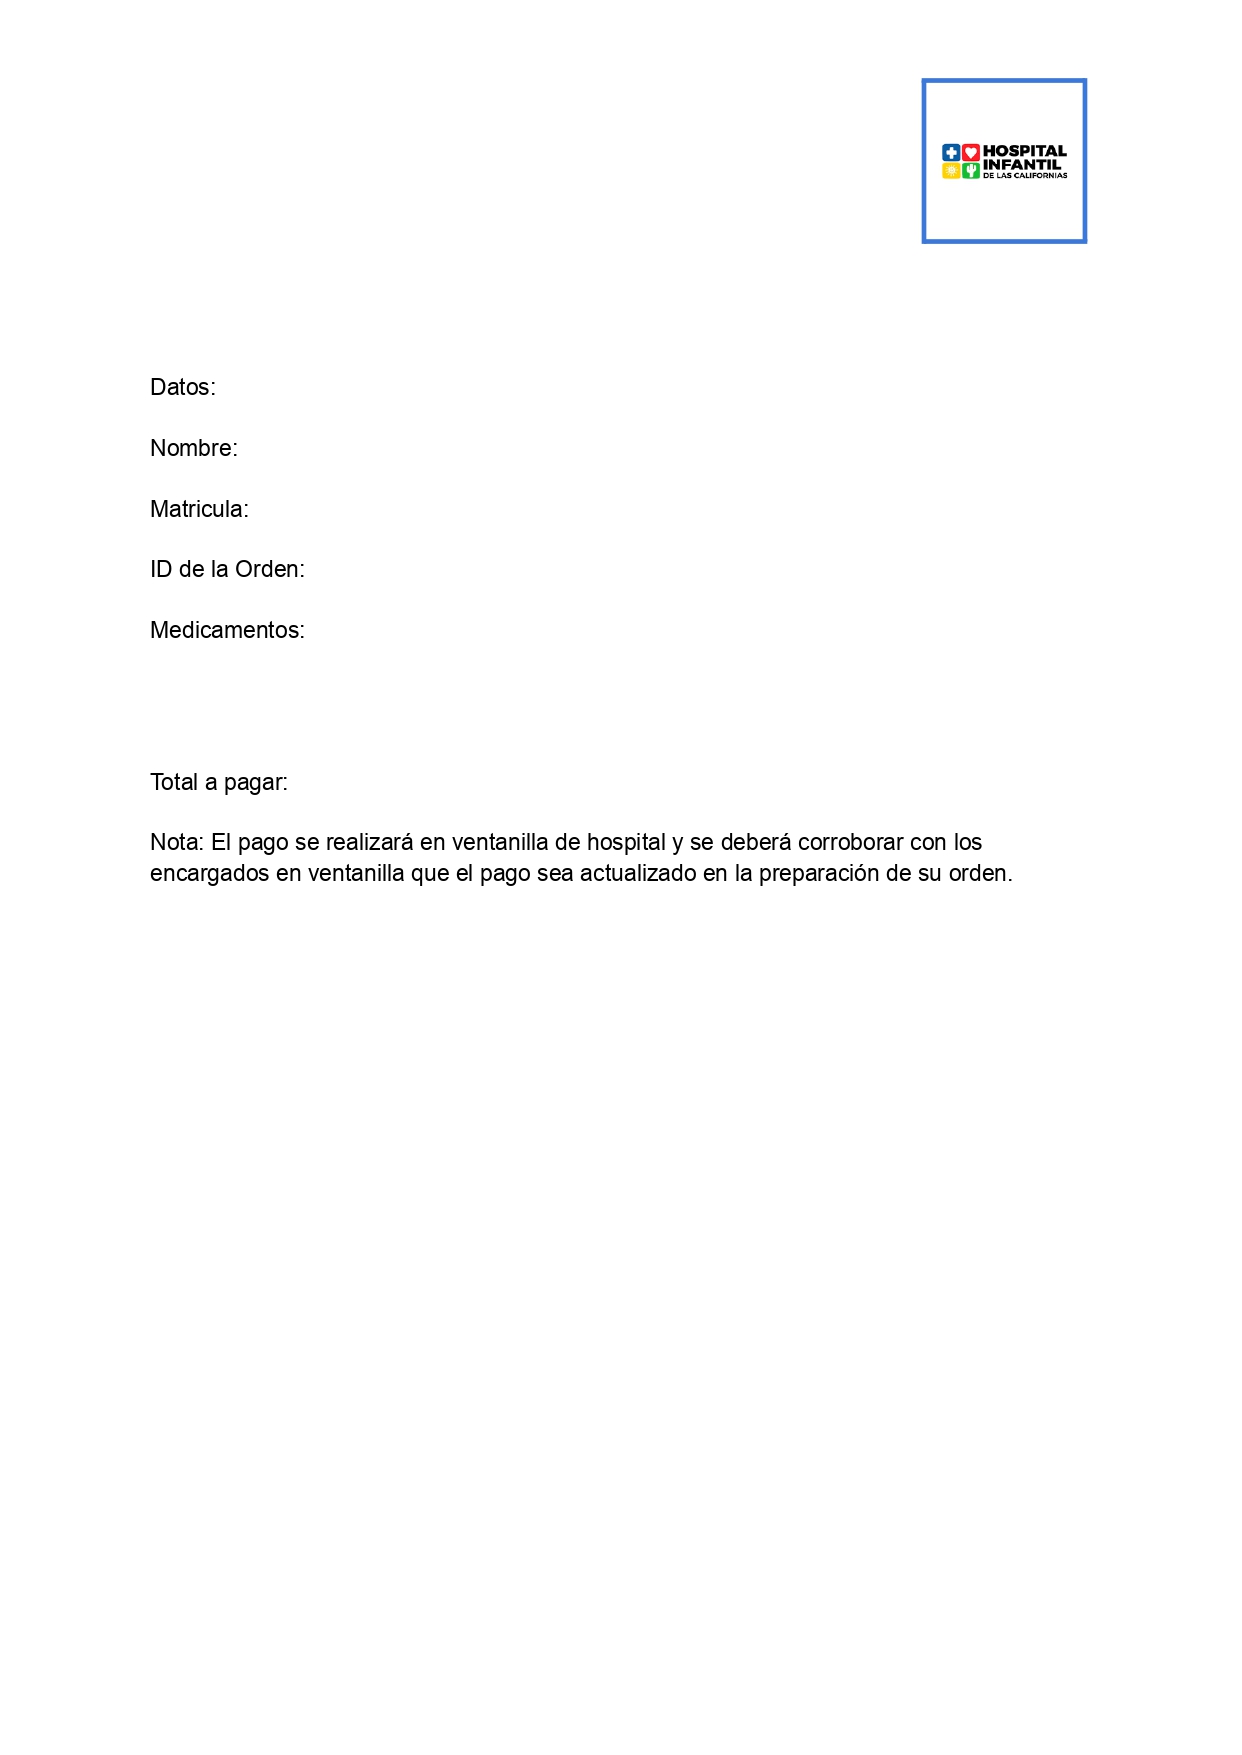 HOSPITAL
INFANTIL
DE LAS CALIFORNIAS
Datos:
Nombre:
Matricula:
ID de la Orden:
Medicamentos:
Total a pagar:
Nota: El pago se realizará en ventanilla de hospital y se deberá corroborar con los
encargados en ventanilla que el pago sea actualizado en la preparación de su orden.